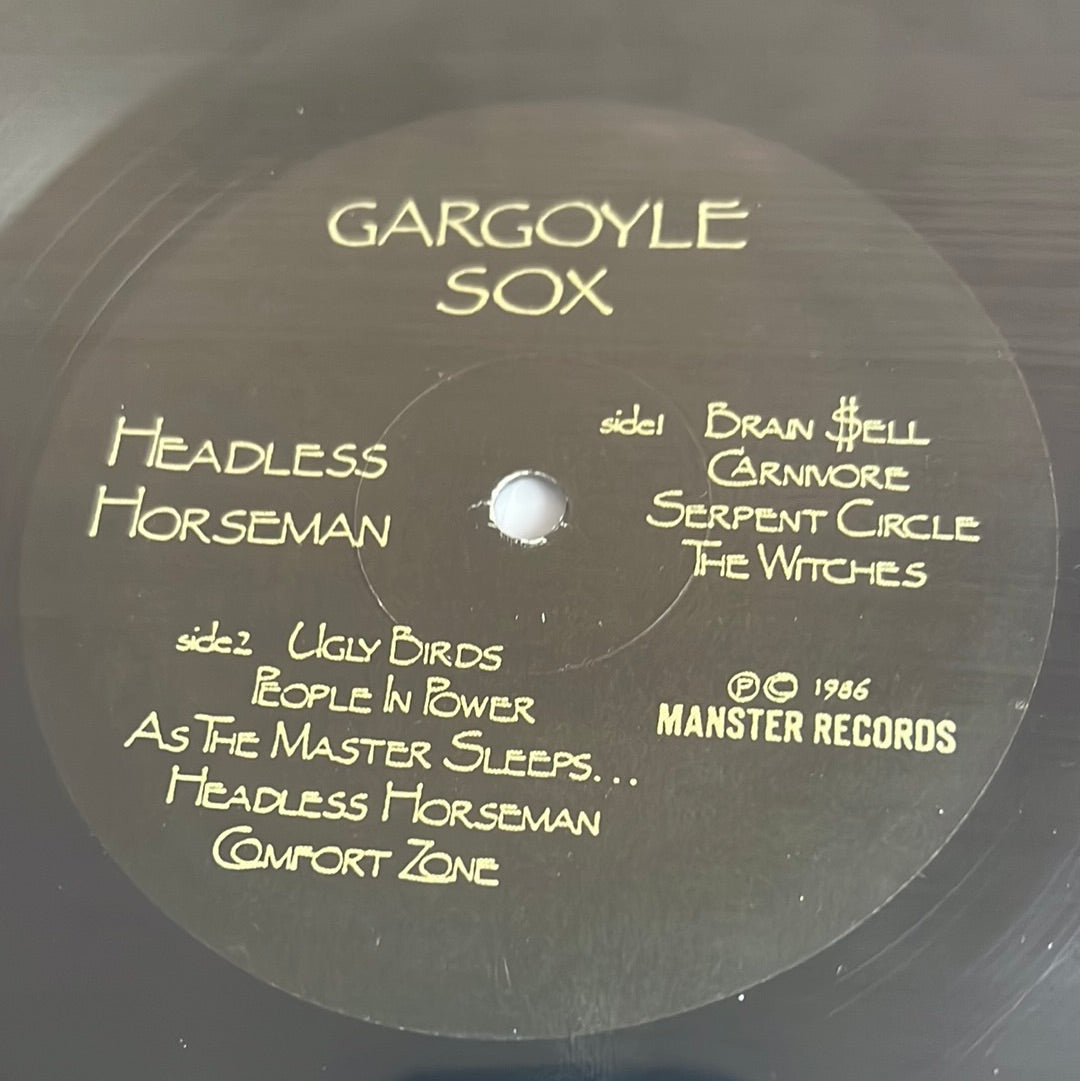 GARGOYLE
SOX
HEADLESS
HORSEMAN
side1 BRAIN $ELL
CARNIVORE
SERPENT CIRCLE
THE WITCHES
side2 UGLY BIRDS
PEOPLE IN POWER
AS THE MASTER SLEEPS...
HEADLESS HORSEMAN
COMFORT ZONE
℗© 1986
MANSTER RECORDS